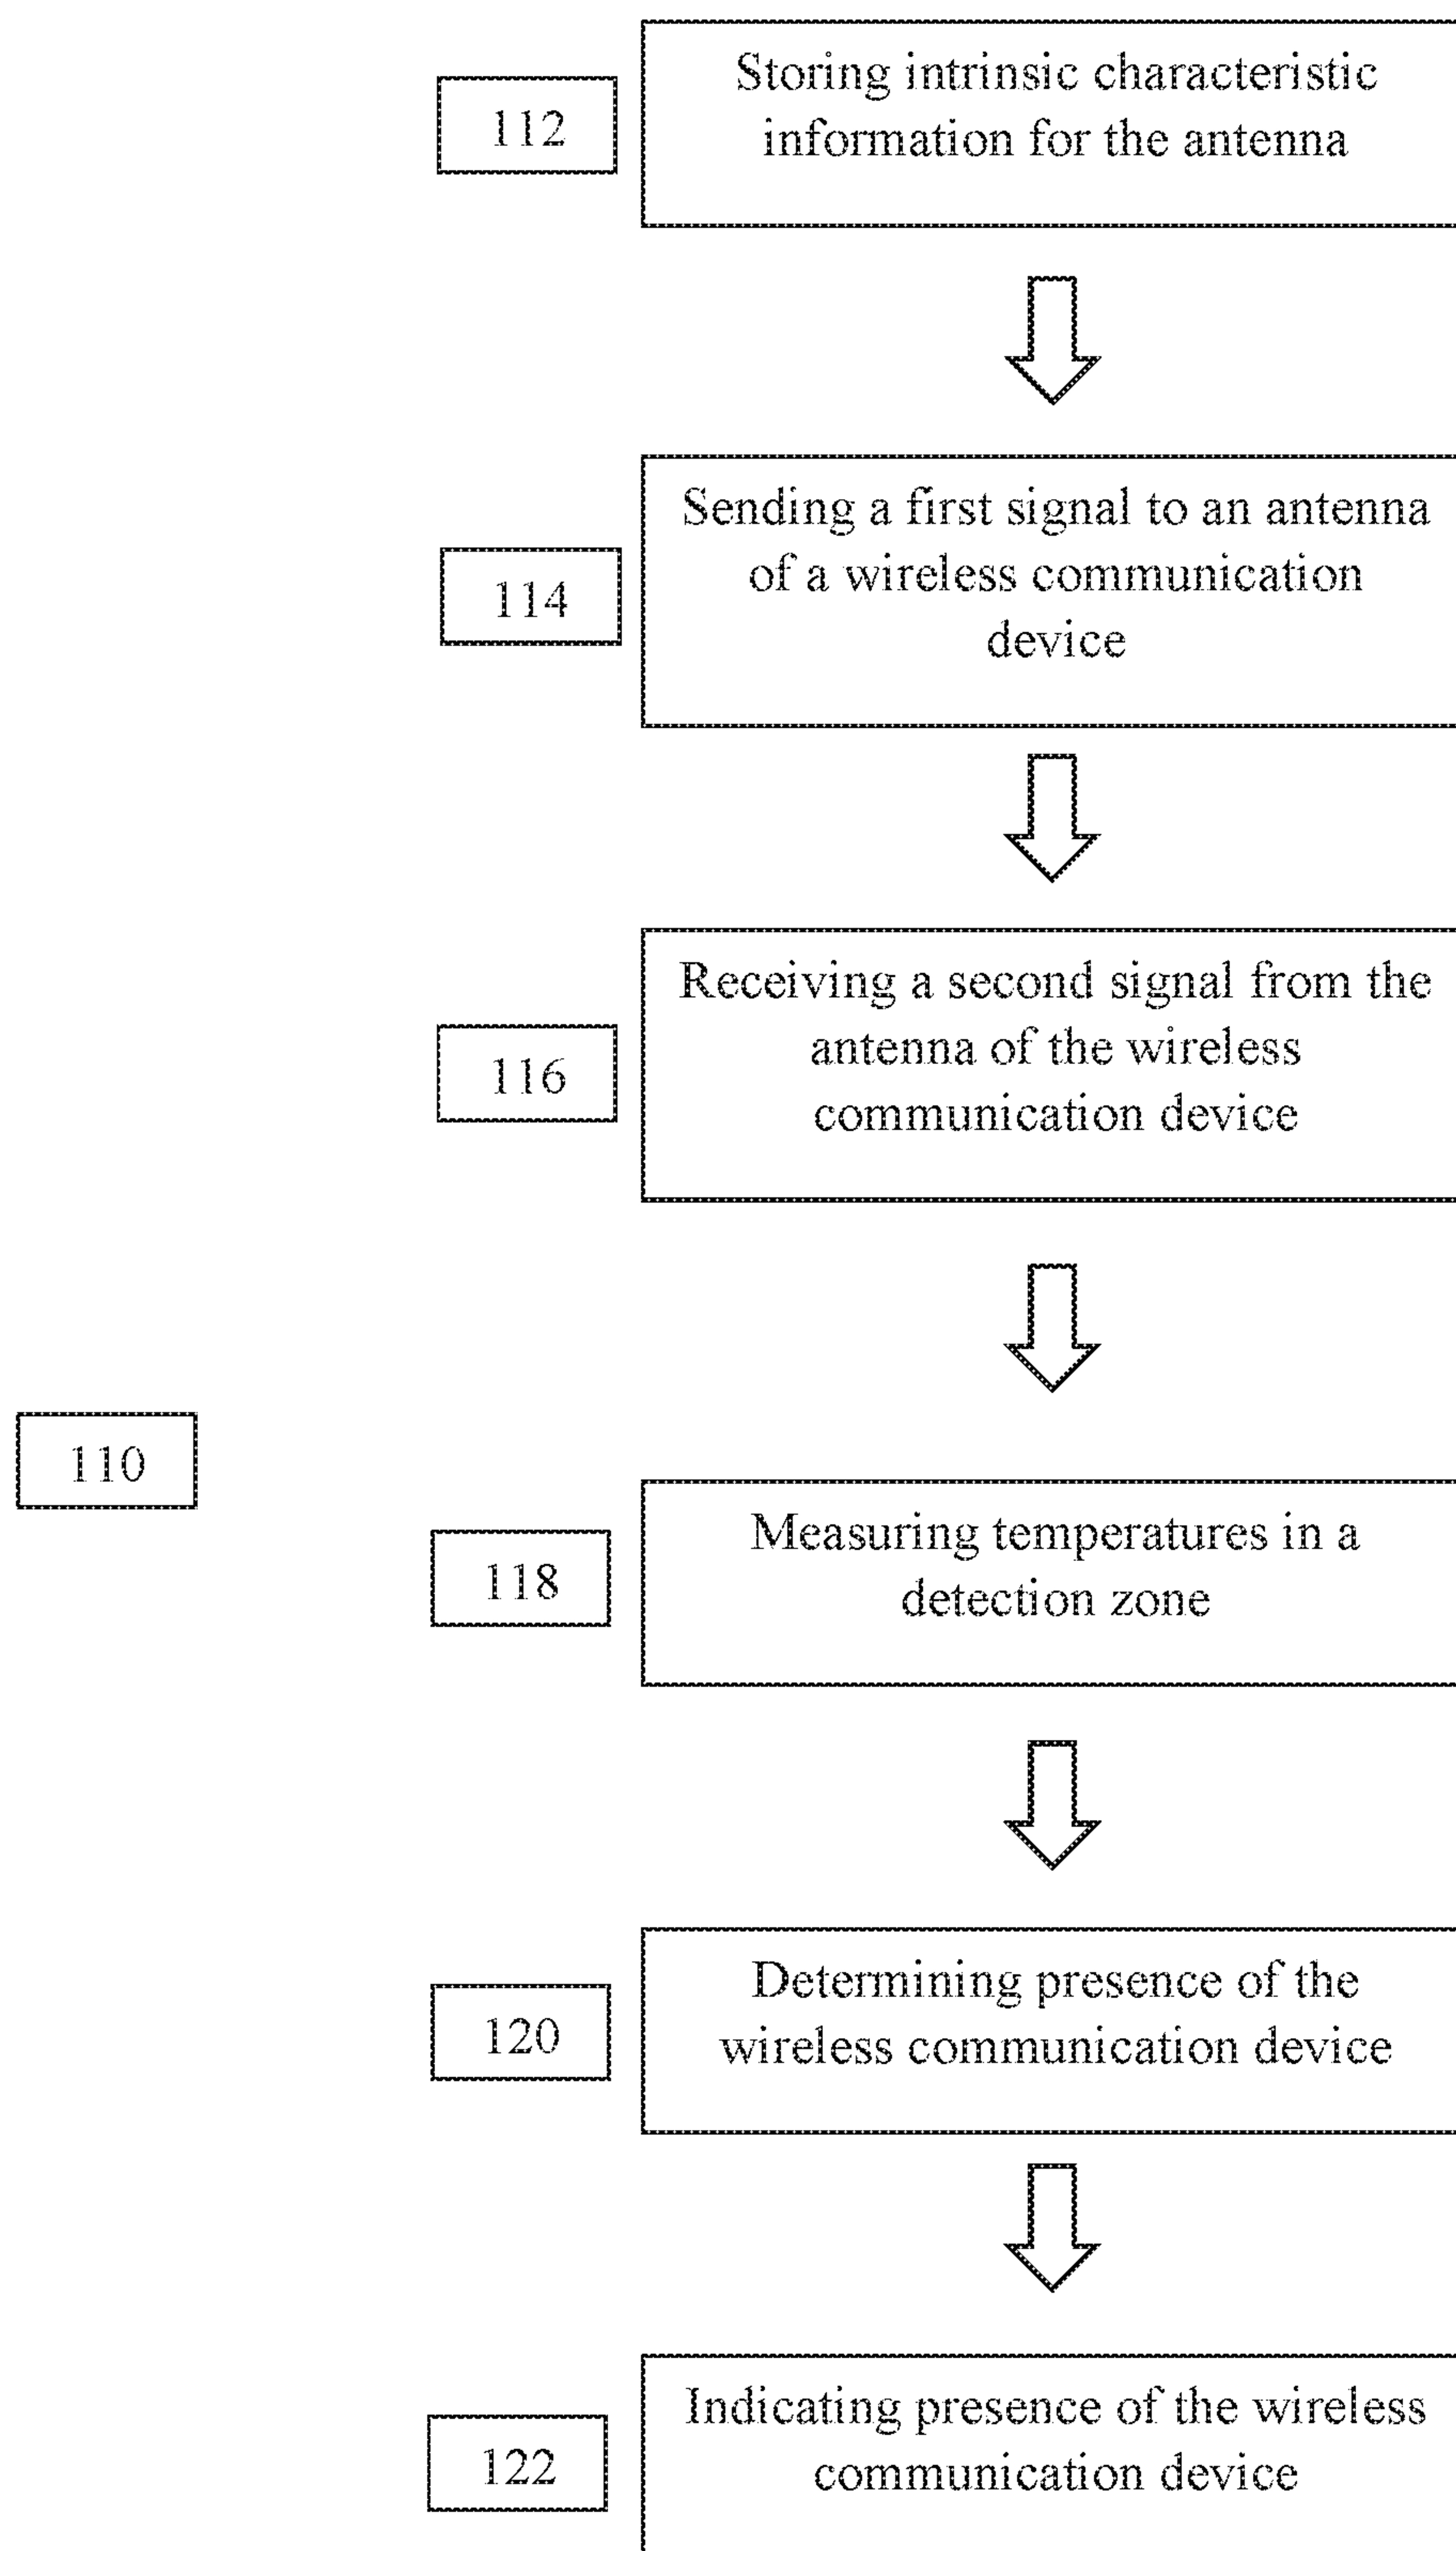 112
Storing intrinsic characteristic
information for the antenna
114
Sending a first signal to an antenna
of a wireless communication
device
116
Receiving a second signal from the
antenna of the wireless
communication device
110
118
Measuring temperatures in a
detection zone
120
Determining presence of the
wireless communication device
122
Indicating presence of the wireless
communication device